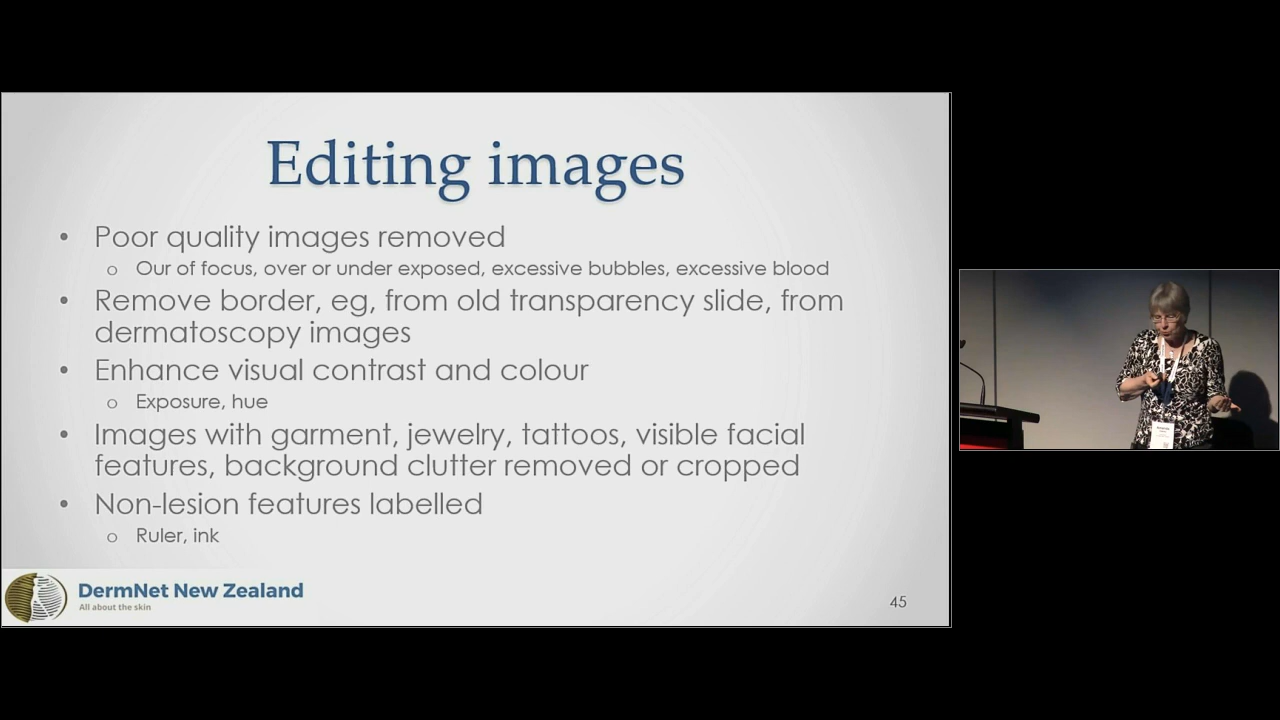 Editing images
• Poor quality images removed
o Our of focus, over or under exposed, excessive bubbles, excessive blood
• Remove border, eg, from old transparency slide, from
dermatoscopy images
• Enhance visual contrast and colour
o Exposure, hue
• Images with garment, jewelry, tattoos, visible facial
features, background clutter removed or cropped
• Non-lesion features labelled
o Ruler, ink
DermNet New Zealand
All about the skin
45